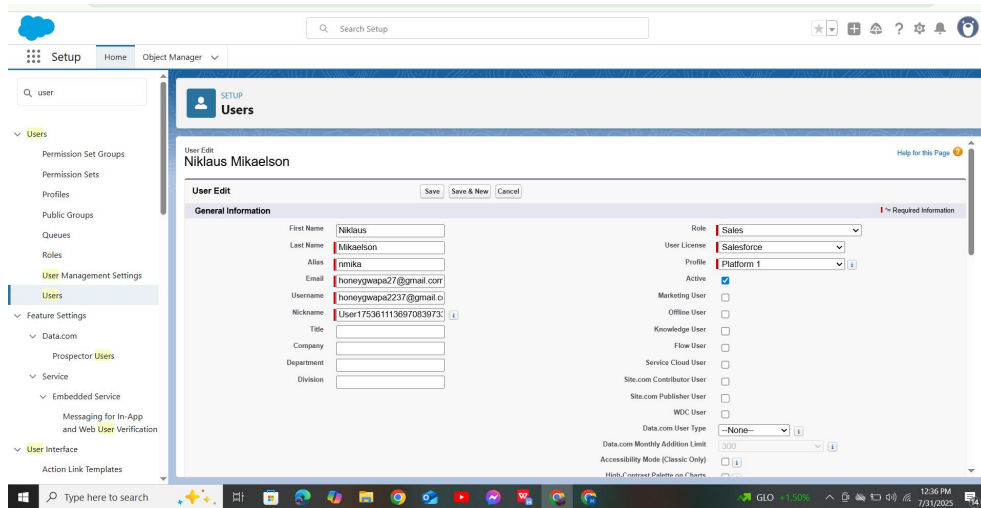 Search Setup
Setup
Home
Object Manager
user
SETUP
Users
Users
Permission Set Groups
Permission Sets
Profiles
Public Groups
Queues
Roles
User Management Settings
Users
Feature Settings
Data.com
Prospector Users
Service
Embedded Service
Messaging for In-App
and Web User Verification
User Interface
Action Link Templates
User Edit
Niklaus Mikaelson
Help for this Page
User Edit
Save
Save & New
Cancel
General Information
= Required Information
First Name
Niklaus
Last Name
Mikaelson
Alias
nmika
Email
honeygwapa27@gmail.com
Username
honeygwapa2237@gmail.c
Nickname
User17536111369708397
Title
Company
Department
Division
Role
Sales
User License
Salesforce
Profile
Platform 1
Active
Marketing User
Offline User
Knowledge User
Flow User
Service Cloud User
Site.com Contributor User
Site.com Publisher User
WDC User
Data.com User Type
--None--
Data.com Monthly Addition Limit
300
Accessibility Mode (Classic Only)
High-Contrast Palette on Charts
Type here to search
GLO +1.50%
12:36 PM
7/31/2025